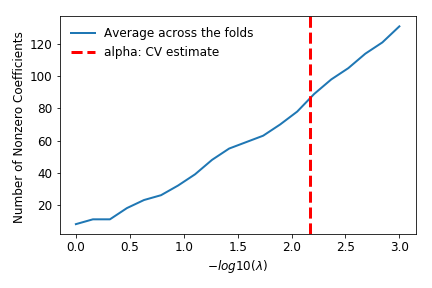 Average across the folds
alpha: CV estimate
Number of Nonzero Coefficients
120
100
80
60
40
20
0.0 0.5 1.0 1.5 2.0 2.5 3.0
−log10(λ)